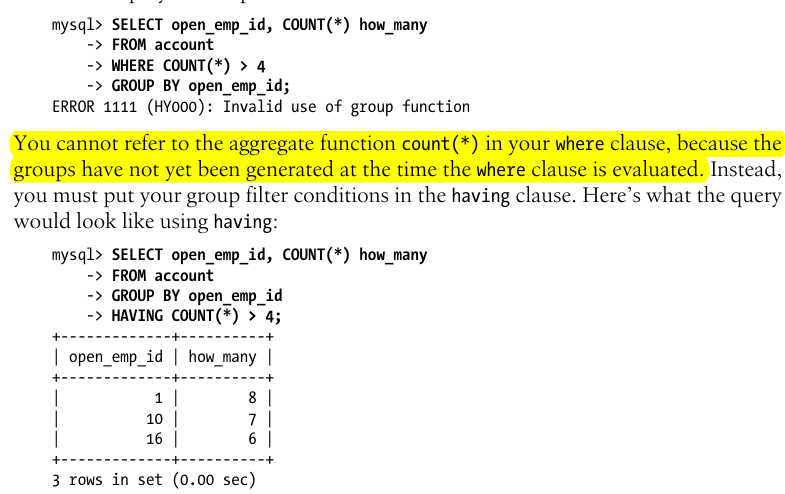 mysql> SELECT open_emp_id, COUNT(*) how_many
-> FROM account
-> WHERE COUNT(*) > 4
-> GROUP BY open_emp_id;
ERROR 1111 (HY000): Invalid use of group function
You cannot refer to the aggregate function count(*) in your where clause, because the
groups have not yet been generated at the time the where clause is evaluated. Instead,
you must put your group filter conditions in the having clause. Here’s what the query
would look like using having:
mysql> SELECT open_emp_id, COUNT(*) how_many
-> FROM account
-> GROUP BY open_emp_id
-> HAVING COUNT(*) > 4;
+-------------+----------+
| open_emp_id | how_many |
+-------------+----------+
|           1 |        8 |
|          10 |        7 |
|          16 |        6 |
+-------------+----------+
3 rows in set (0.00 sec)